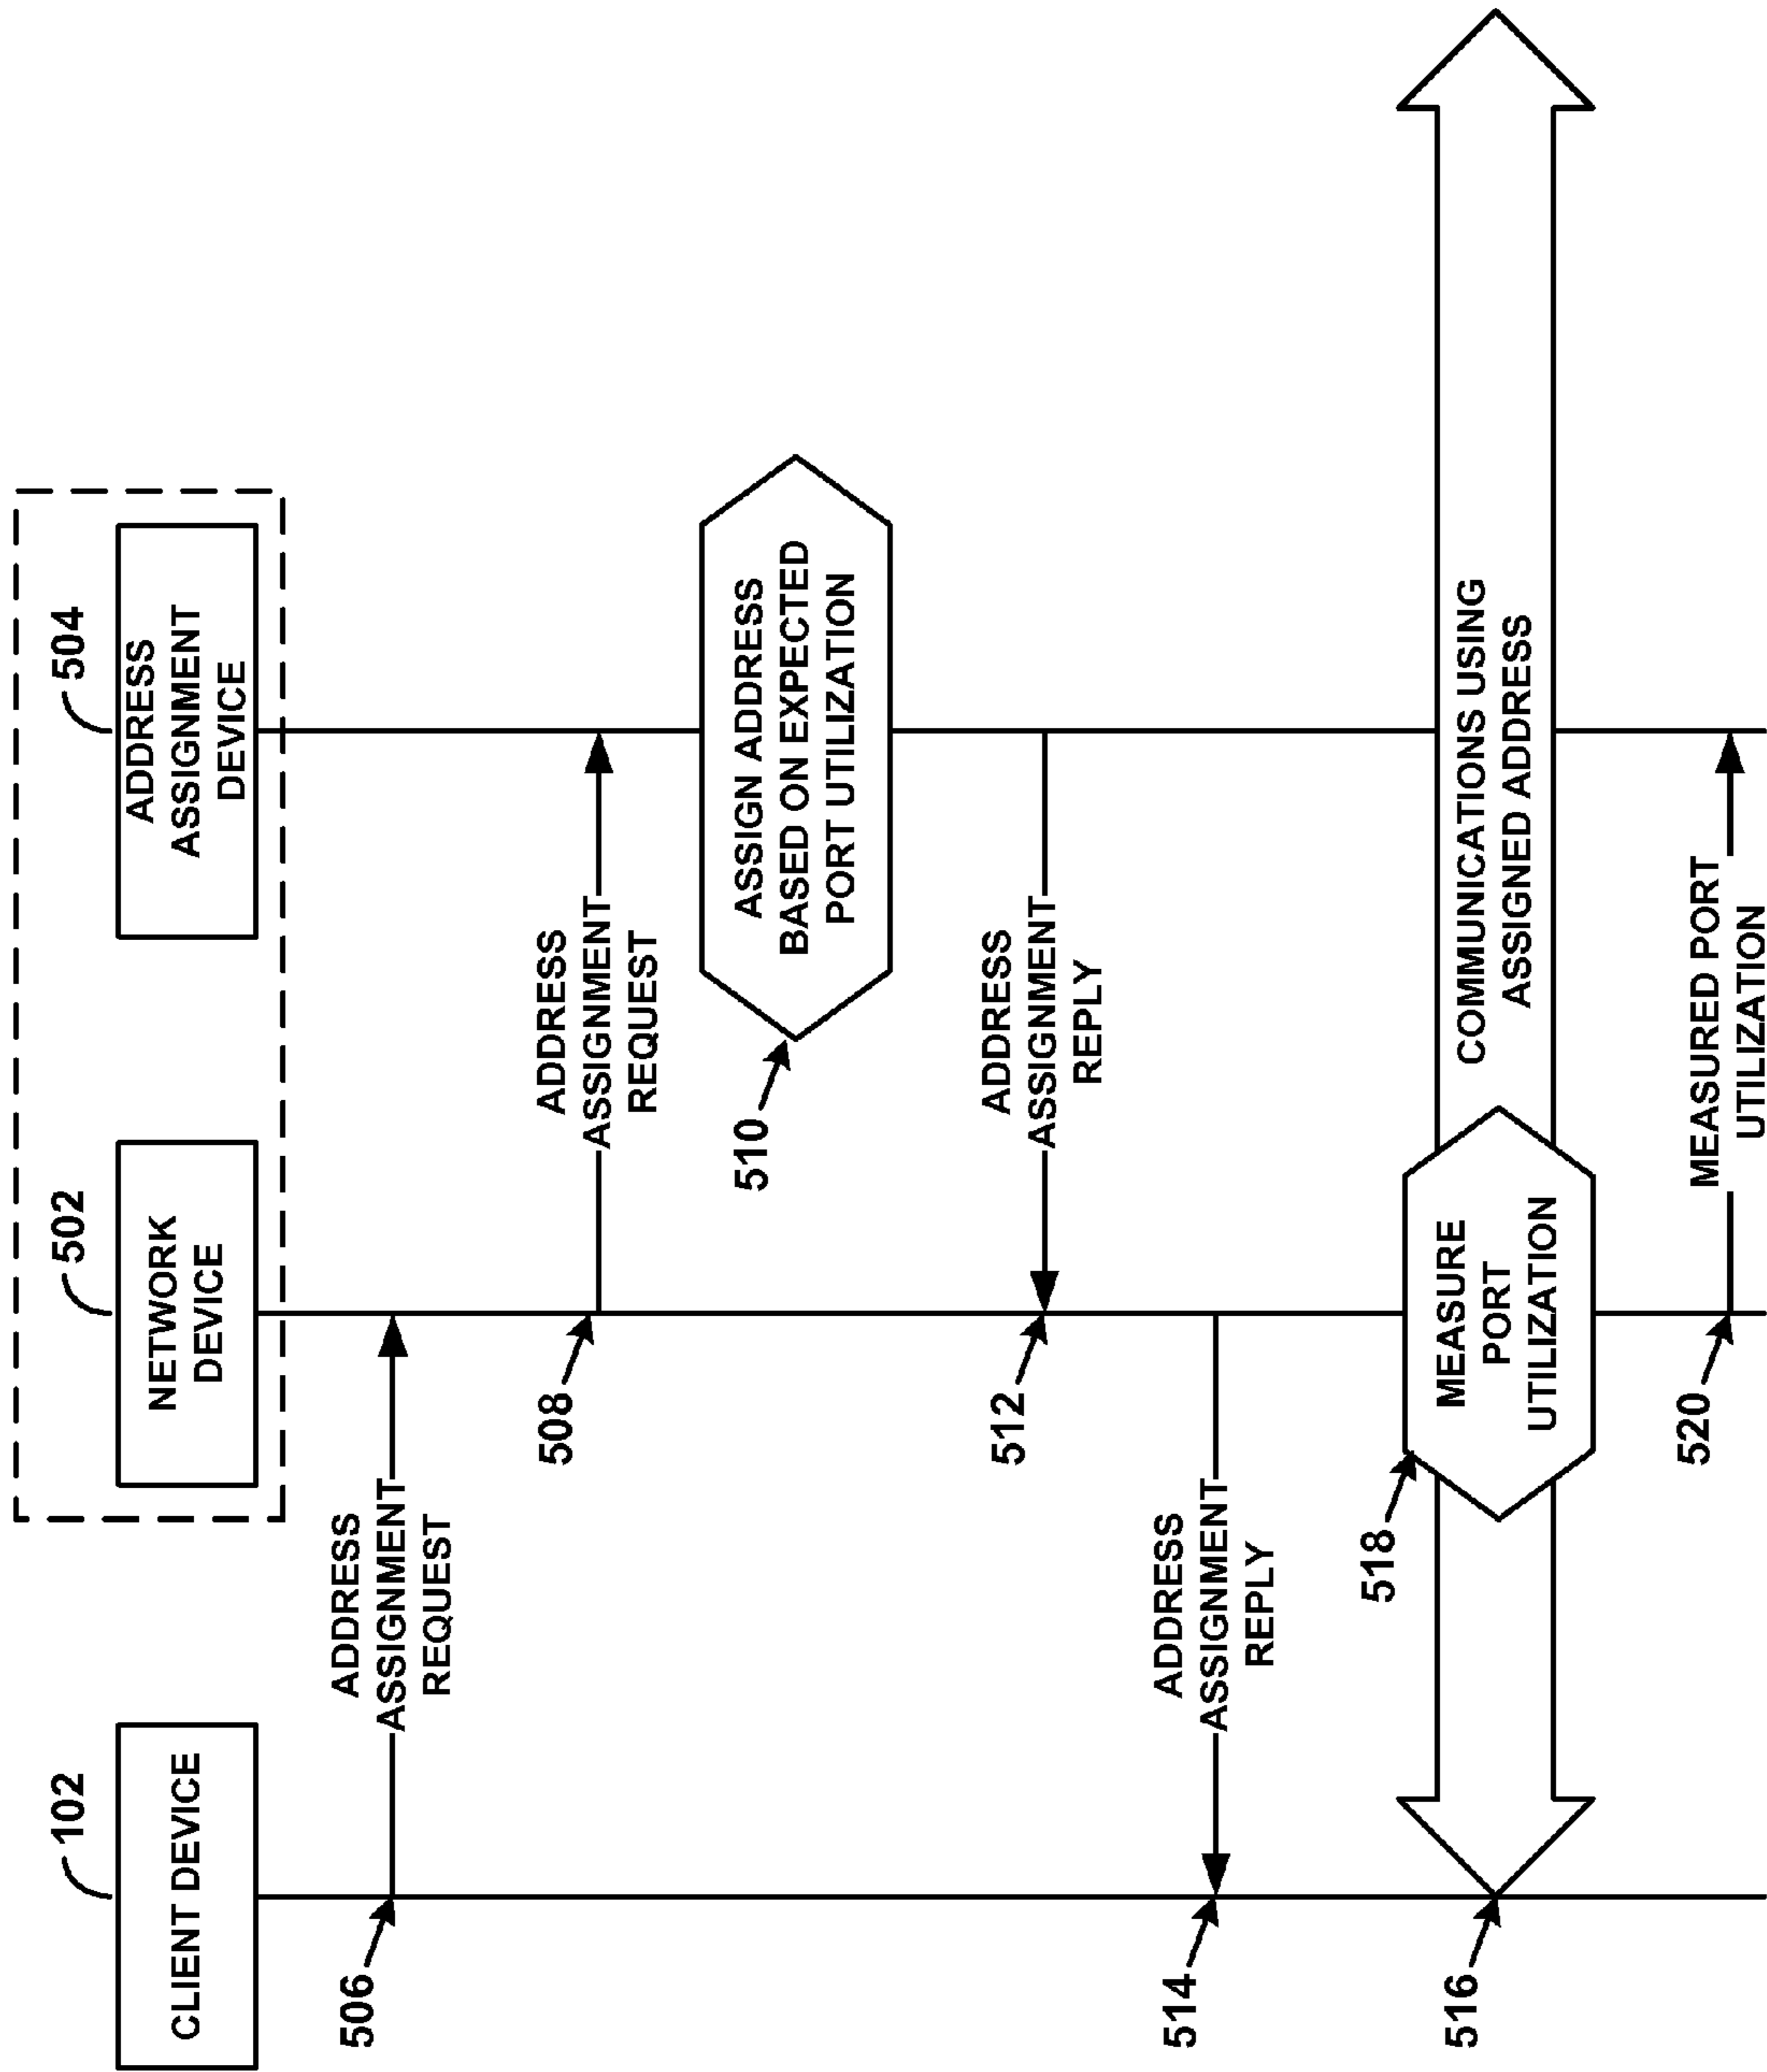 102
CLIENT DEVICE
502
NETWORK
DEVICE
504
ADDRESS
ASSIGNMENT
DEVICE
506
ADDRESS
ASSIGNMENT
REQUEST
508
ADDRESS
ASSIGNMENT
REQUEST
510
ASSIGN ADDRESS
BASED ON EXPECTED
PORT UTILIZATION
512
ADDRESS
ASSIGNMENT
REPLY
514
ADDRESS
ASSIGNMENT
REPLY
516
518
MEASURE
PORT
UTILIZATION
COMMUNICATIONS USING
ASSIGNED ADDRESS
520
MEASURED PORT
UTILIZATION